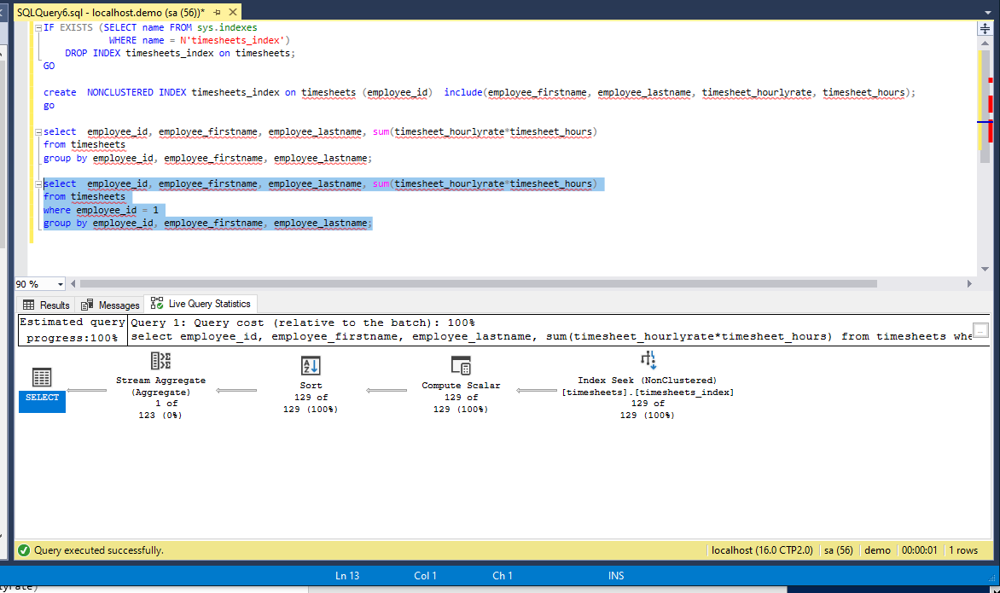 SQLQuery6.sql - localhost.demo (sa (56))*
IF EXISTS (SELECT name FROM sys.indexes
WHERE name = N'timesheets_index')
DROP INDEX timesheets_index on timesheets;
GO
create  NONCLUSTERED INDEX timesheets_index on timesheets (employee_id)  include(employee_firstname, employee_lastname, timesheet_hourlyrate, timesheet_hours);
go
select  employee_id, employee_firstname, employee_lastname, sum(timesheet_hourlyrate*timesheet_hours)
from timesheets
group by employee_id, employee_firstname, employee_lastname;
select  employee_id, employee_firstname, employee_lastname, sum(timesheet_hourlyrate*timesheet_hours)
from timesheets
where employee_id = 1
group by employee_id, employee_firstname, employee_lastname;
90 %
Results Messages Live Query Statistics
Estimated query progress:100%
Query 1: Query cost (relative to the batch): 100%
select employee_id, employee_firstname, employee_lastname, sum(timesheet_hourlyrate*timesheet_hours) from timesheets whe
...
SELECT
Stream Aggregate
(Aggregate)
1 of
123 (0%)
Sort
129 of
129 (100%)
Compute Scalar
129 of
129 (100%)
Index Seek (NonClustered)
[timesheets].[timesheets_index]
129 of
129 (100%)
Query executed successfully.
localhost (16.0 CTP2.0) sa (56) demo 00:00:01 1 rows
Ln 13 Col 1 Ch 1 INS